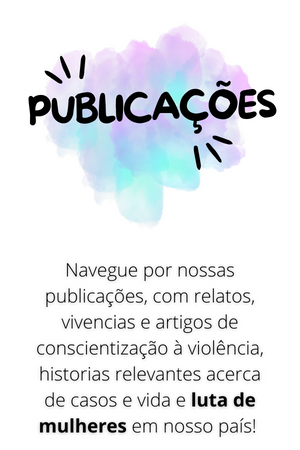 PUBLICAÇÕES
Navegue por nossas
publicações, com relatos,
vivencias e artigos de
conscientização à violência,
historias relevantes acerca
de casos e vida e luta de
mulheres em nosso país!